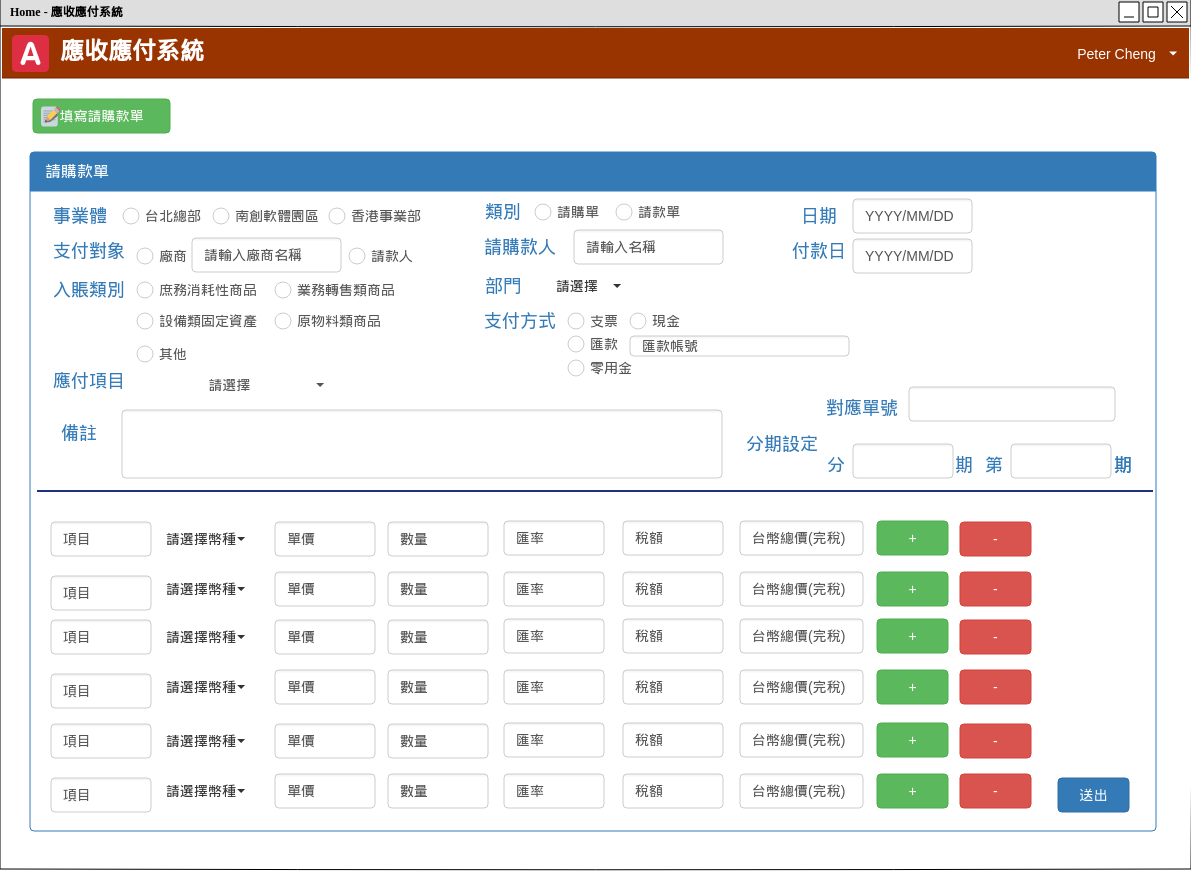 Home - 應收應付系統
A 應收應付系統
Peter Cheng
填寫請購款單
請購款單
事業體 台北總部 南創軟體園區 香港事業部 類別 請購單 請款單 日期 YYYY/MM/DD
支付對象 廠商 請輸入廠商名稱 請款人 請購款人 請輸入名稱 付款日 YYYY/MM/DD
入賬類別 庶務消耗性商品 業務轉售類商品 部門 請選擇
設備類固定資產 原物料類商品 支付方式 支票 現金
其他 匯款 匯款帳號
零用金
應付項目 請選擇
對應單號
備註
分期設定
分 期 第 期
項目 請選擇幣種 單價 數量 匯率 稅額 台幣總價(完稅) + -
項目 請選擇幣種 單價 數量 匯率 稅額 台幣總價(完稅) + -
項目 請選擇幣種 單價 數量 匯率 稅額 台幣總價(完稅) + -
項目 請選擇幣種 單價 數量 匯率 稅額 台幣總價(完稅) + -
項目 請選擇幣種 單價 數量 匯率 稅額 台幣總價(完稅) + -
項目 請選擇幣種 單價 數量 匯率 稅額 台幣總價(完稅) + - 送出